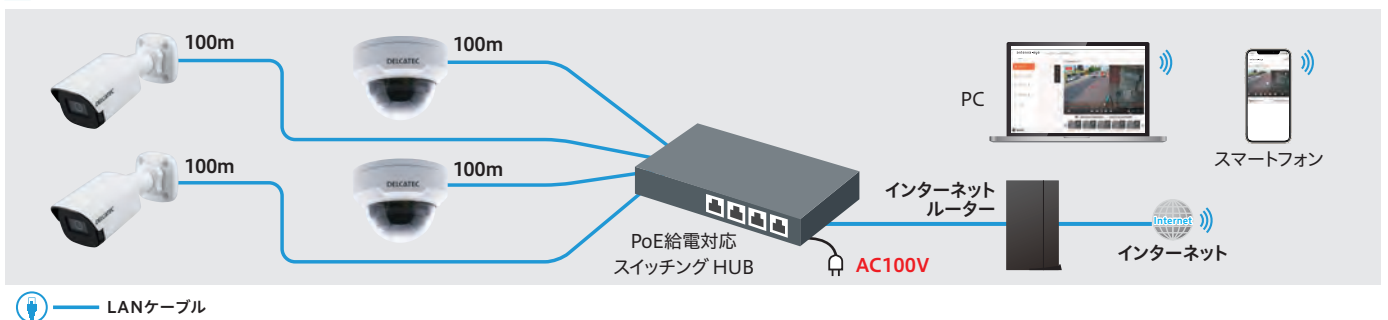 100m
DELCATEC
100m
DELCATEC
100m
DELCATEC
100m
DELCATEC
PoE給電対応
スイッチング HUB
AC100V
PC
スマートフォン
インターネット
ルーター
Internet
インターネット
LANケーブル